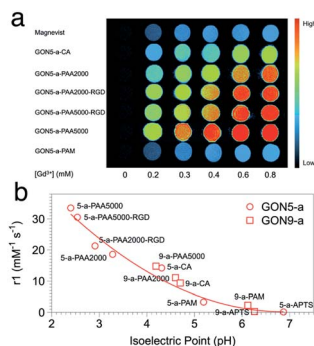 a
Magnevist
GON5-a-CA
GON5-a-PAA2000
GON5-a-PAA2000-RGD
GON5-a-PAA5000-RGD
GON5-a-PAA5000
GON5-a-PAM
[Gd³⁺] (mM) 0 0.2 0.3 0.4 0.6 0.8
Higher
Lower
b
r1 (mM⁻¹ s⁻¹)
30
20
10
0
5-a-PAA5000
5-a-PAA5000-RGD
5-a-PAA2000-RGD
5-a-PAA2000
9-a-PAA5000
5-a-CA
9-a-PAA2000
9-a-CA
5-a-PAM
9-a-PAM
9-a-APTS
5-a-APTS
GON5-a
GON9-a
2 3 4 5 6 7
Isoelectric Point (pH)